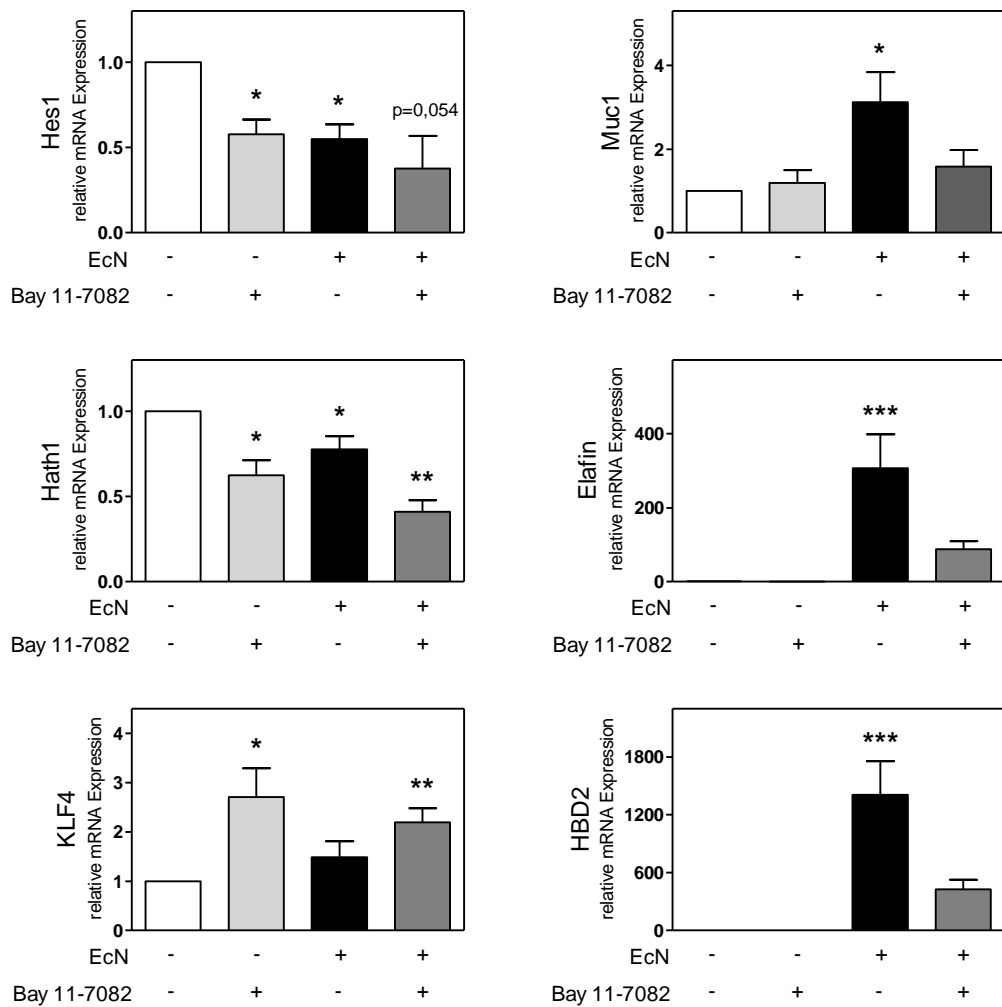 Hes1
relative mRNA Expression
1.0
0.5
0.0
* * p=0,054
EcN - - + +
Bay 11-7082 - + - +
Muc1
relative mRNA Expression
4
2
0
*
EcN - - + +
Bay 11-7082 - + - +
Hath1
relative mRNA Expression
1.0
0.5
0.0
* * **
EcN - - + +
Bay 11-7082 - + - +
Elafin
relative mRNA Expression
400
200
0
***
EcN - - + +
Bay 11-7082 - + - +
KLF4
relative mRNA Expression
4
3
2
1
0
* **
EcN - - + +
Bay 11-7082 - + - +
HBD2
relative mRNA Expression
1800
1200
600
0
***
EcN - - + +
Bay 11-7082 - + - +